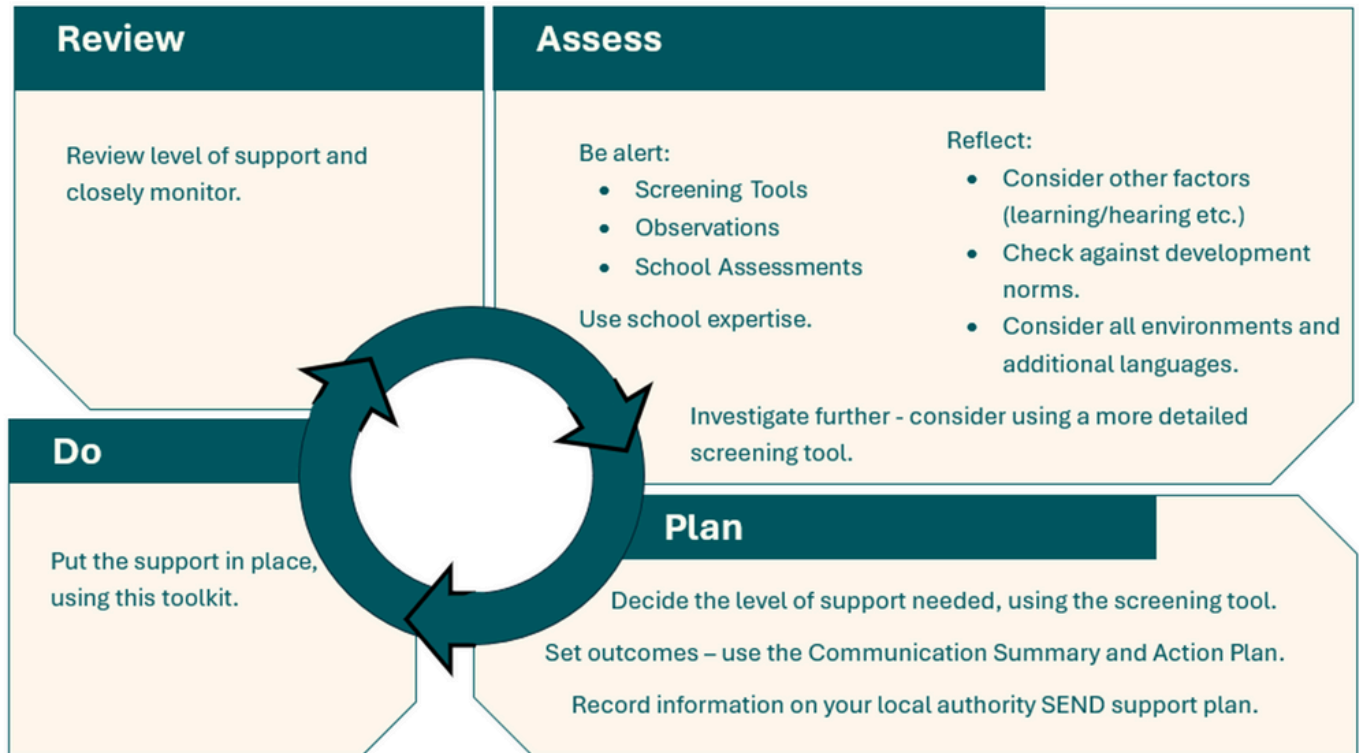 Review
Review level of support and
closely monitor.
Assess
Be alert:
• Screening Tools
• Observations
• School Assessments
Use school expertise.
Reflect:
• Consider other factors
(learning/hearing etc.)
• Check against development
norms.
• Consider all environments and
additional languages.
Investigate further - consider using a more detailed
screening tool.
Do
Put the support in place,
using this toolkit.
Plan
Decide the level of support needed, using the screening tool.
Set outcomes – use the Communication Summary and Action Plan.
Record information on your local authority SEND support plan.